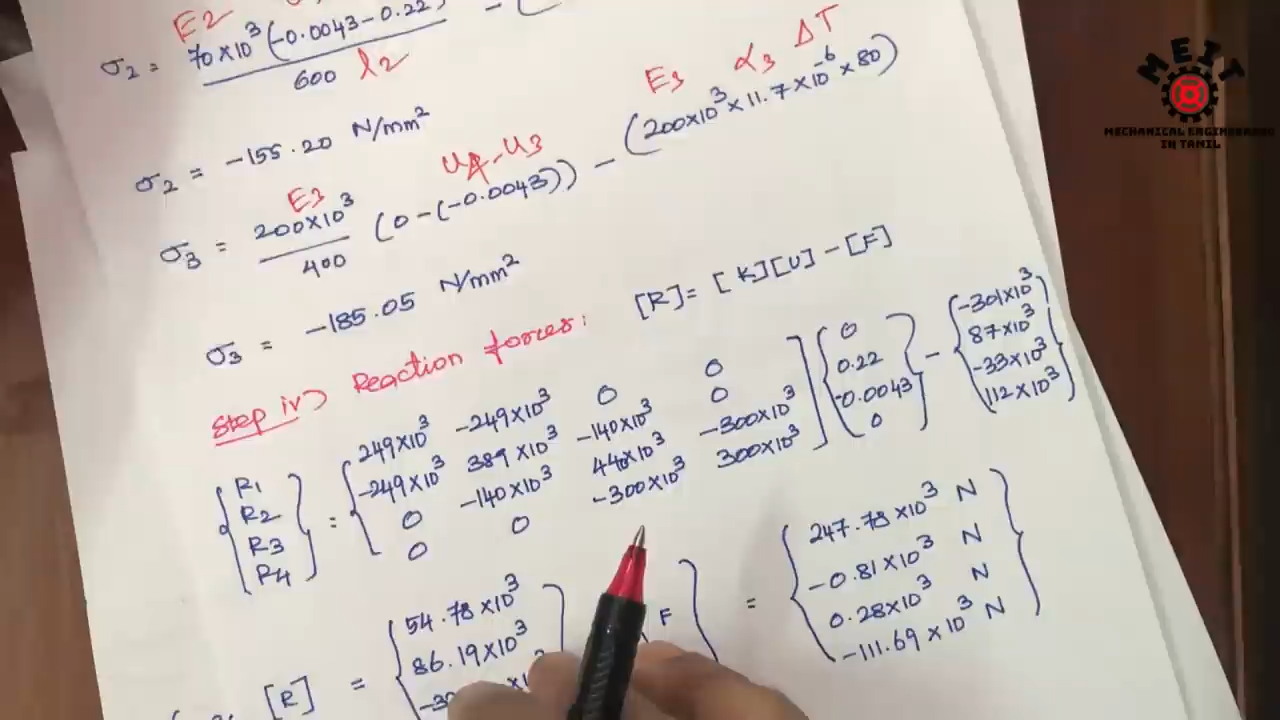 E2
σ2 = 70×10³ (-0.0043-0.22) / 600 l2 - (
σ2 = -155.20 N/mm²
E3 U4-U3 E3 α3 ΔT
σ3 = 200×10³ / 400 (0-(-0.0043)) - (200×10³×11.7×10⁻⁶×80)
σ3 = -185.05 N/mm²
Step iv) Reaction forces: [R] = [K][U] - [F]
{R1 R2 R3 R4} =
249×10³ -249×10³ 0 0
-249×10³ 389×10³ -140×10³ 0
0 -140×10³ 440×10³ -300×10³
0 0 -300×10³ 300×10³
{0 0.22 -0.0043 0} - {-301×10³ 87×10³ -33×10³ 112×10³}
[R] = {54.78×10³ 86.19×10³
F } = {247.78×10³ N
-0.81×10³ N
0.28×10³ N
-111.69×10³ N}
MEIT
MECHANICAL ENGINEERING
IN TAMIL